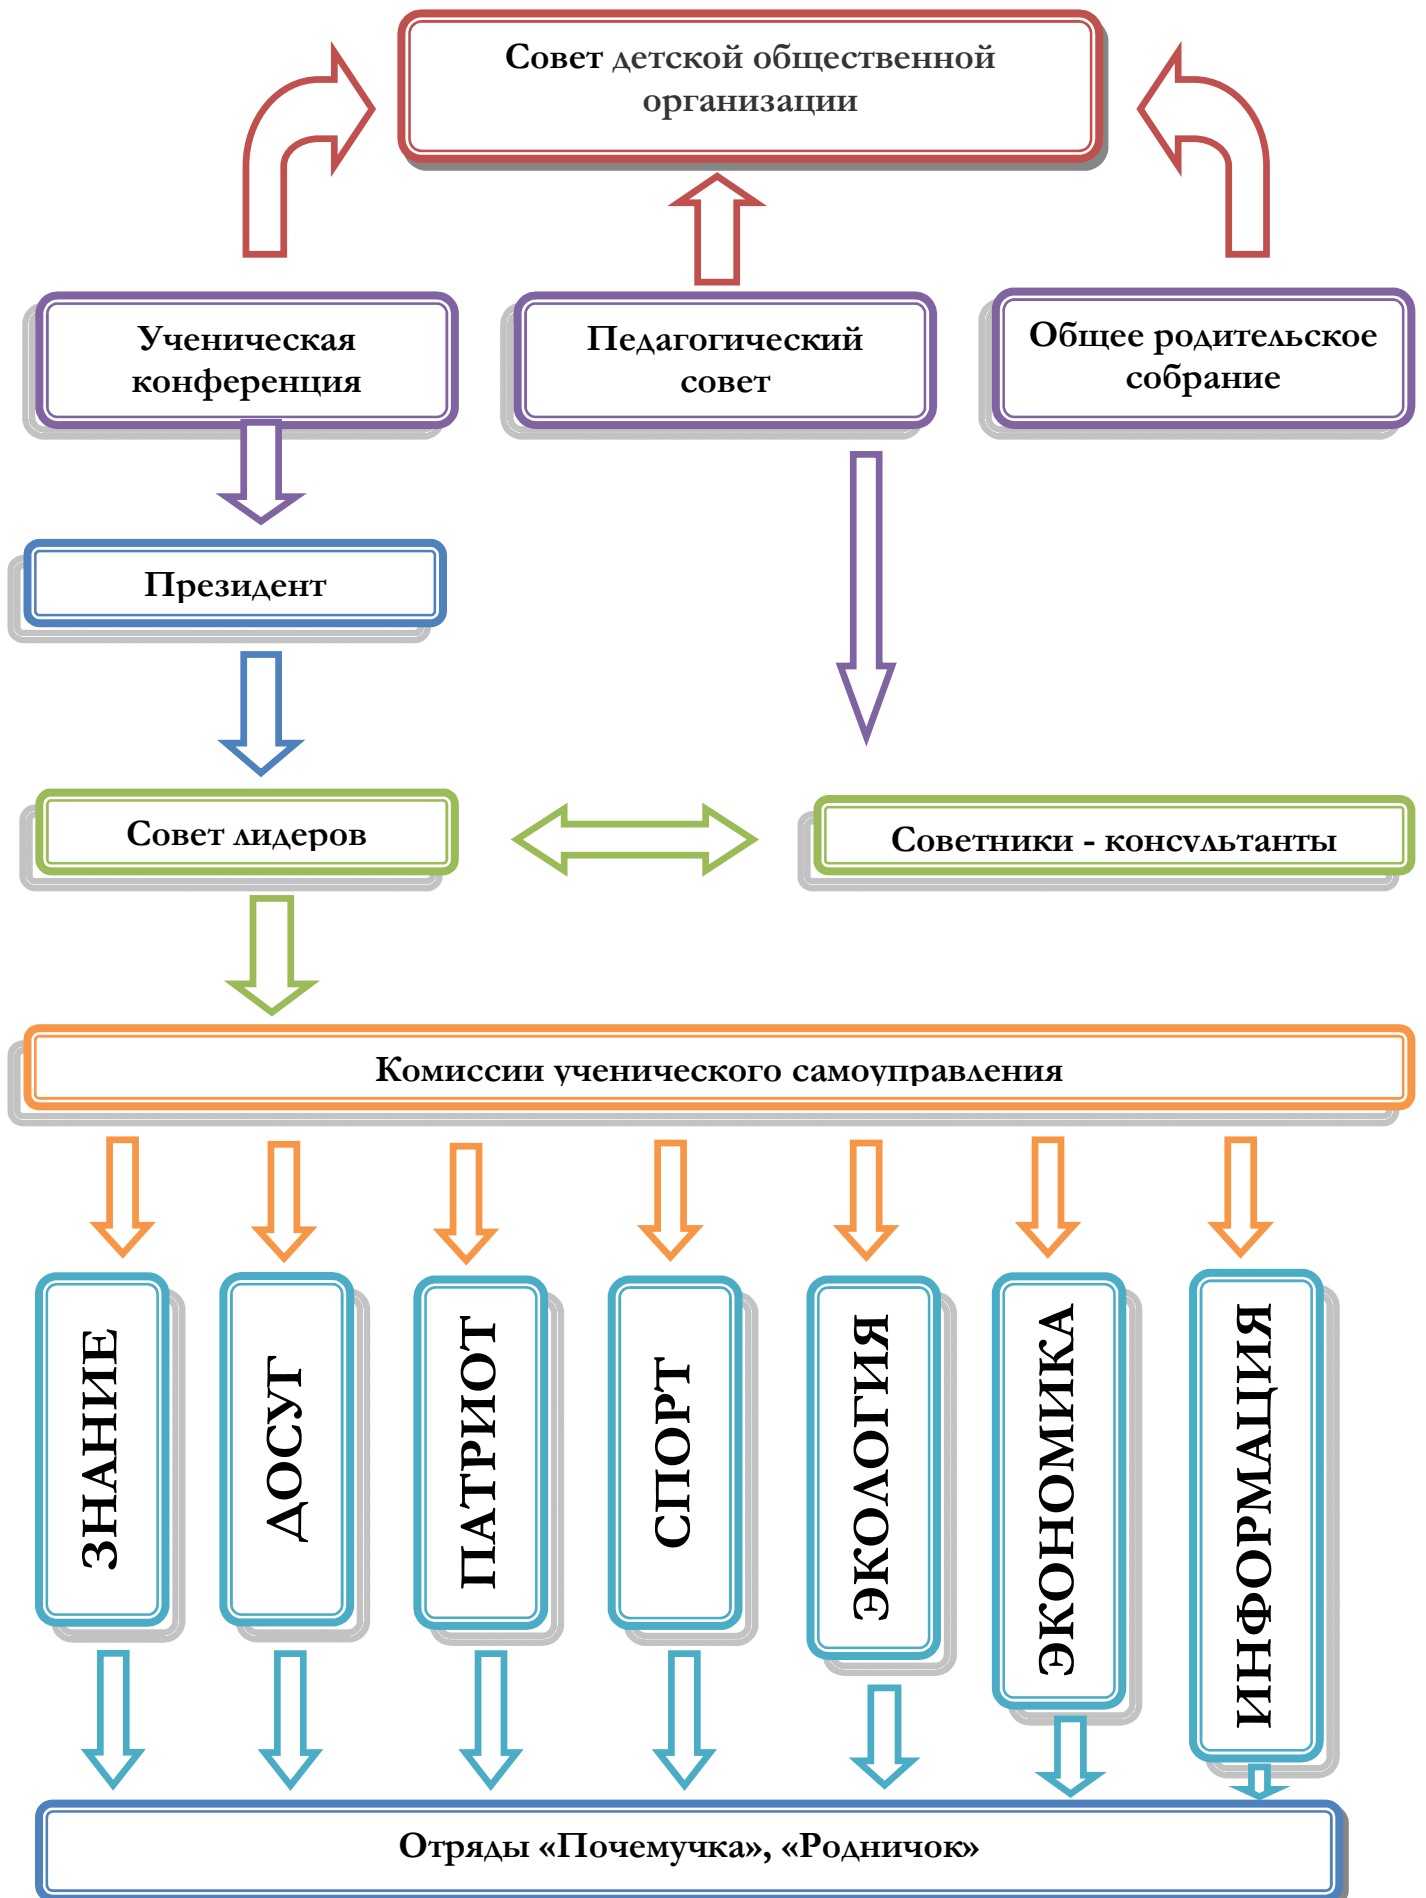 Совет детской общественной
организации
Ученическая
конференция
Педагогический
совет
Общее родительское
собрание
Президент
Совет лидеров
Советники - консультанты
Комиссии ученического самоуправления
ЗНАНИЕ
ДОСУГ
ПАТРИОТ
СПОРТ
ЭКОЛОГИЯ
ЭКОНОМИКА
ИНФОРМАЦИЯ
Отряды «Почемучка», «Родничок»